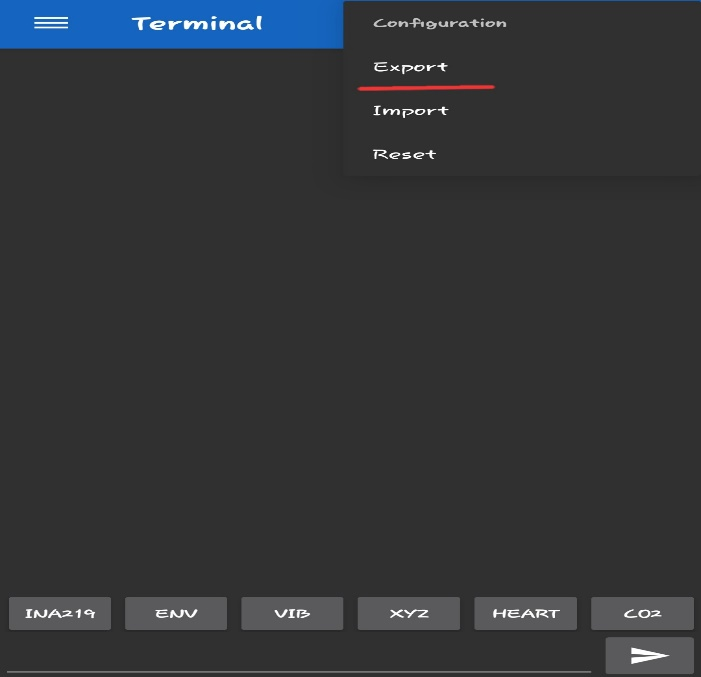 Terminal
Configuration
Export
Import
Reset
INA219 ENV VIB XYZ HEART CO2